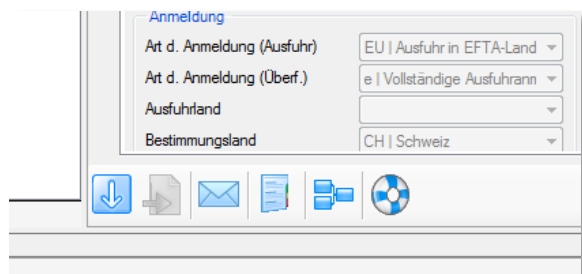 Anmeldung
Art d. Anmeldung (Ausfuhr) EU | Ausfuhr in EFTA-Land
Art d. Anmeldung (Überf.) e | Vollständige Ausfuhrann
Ausfuhrland
Bestimmungsland CH | Schweiz